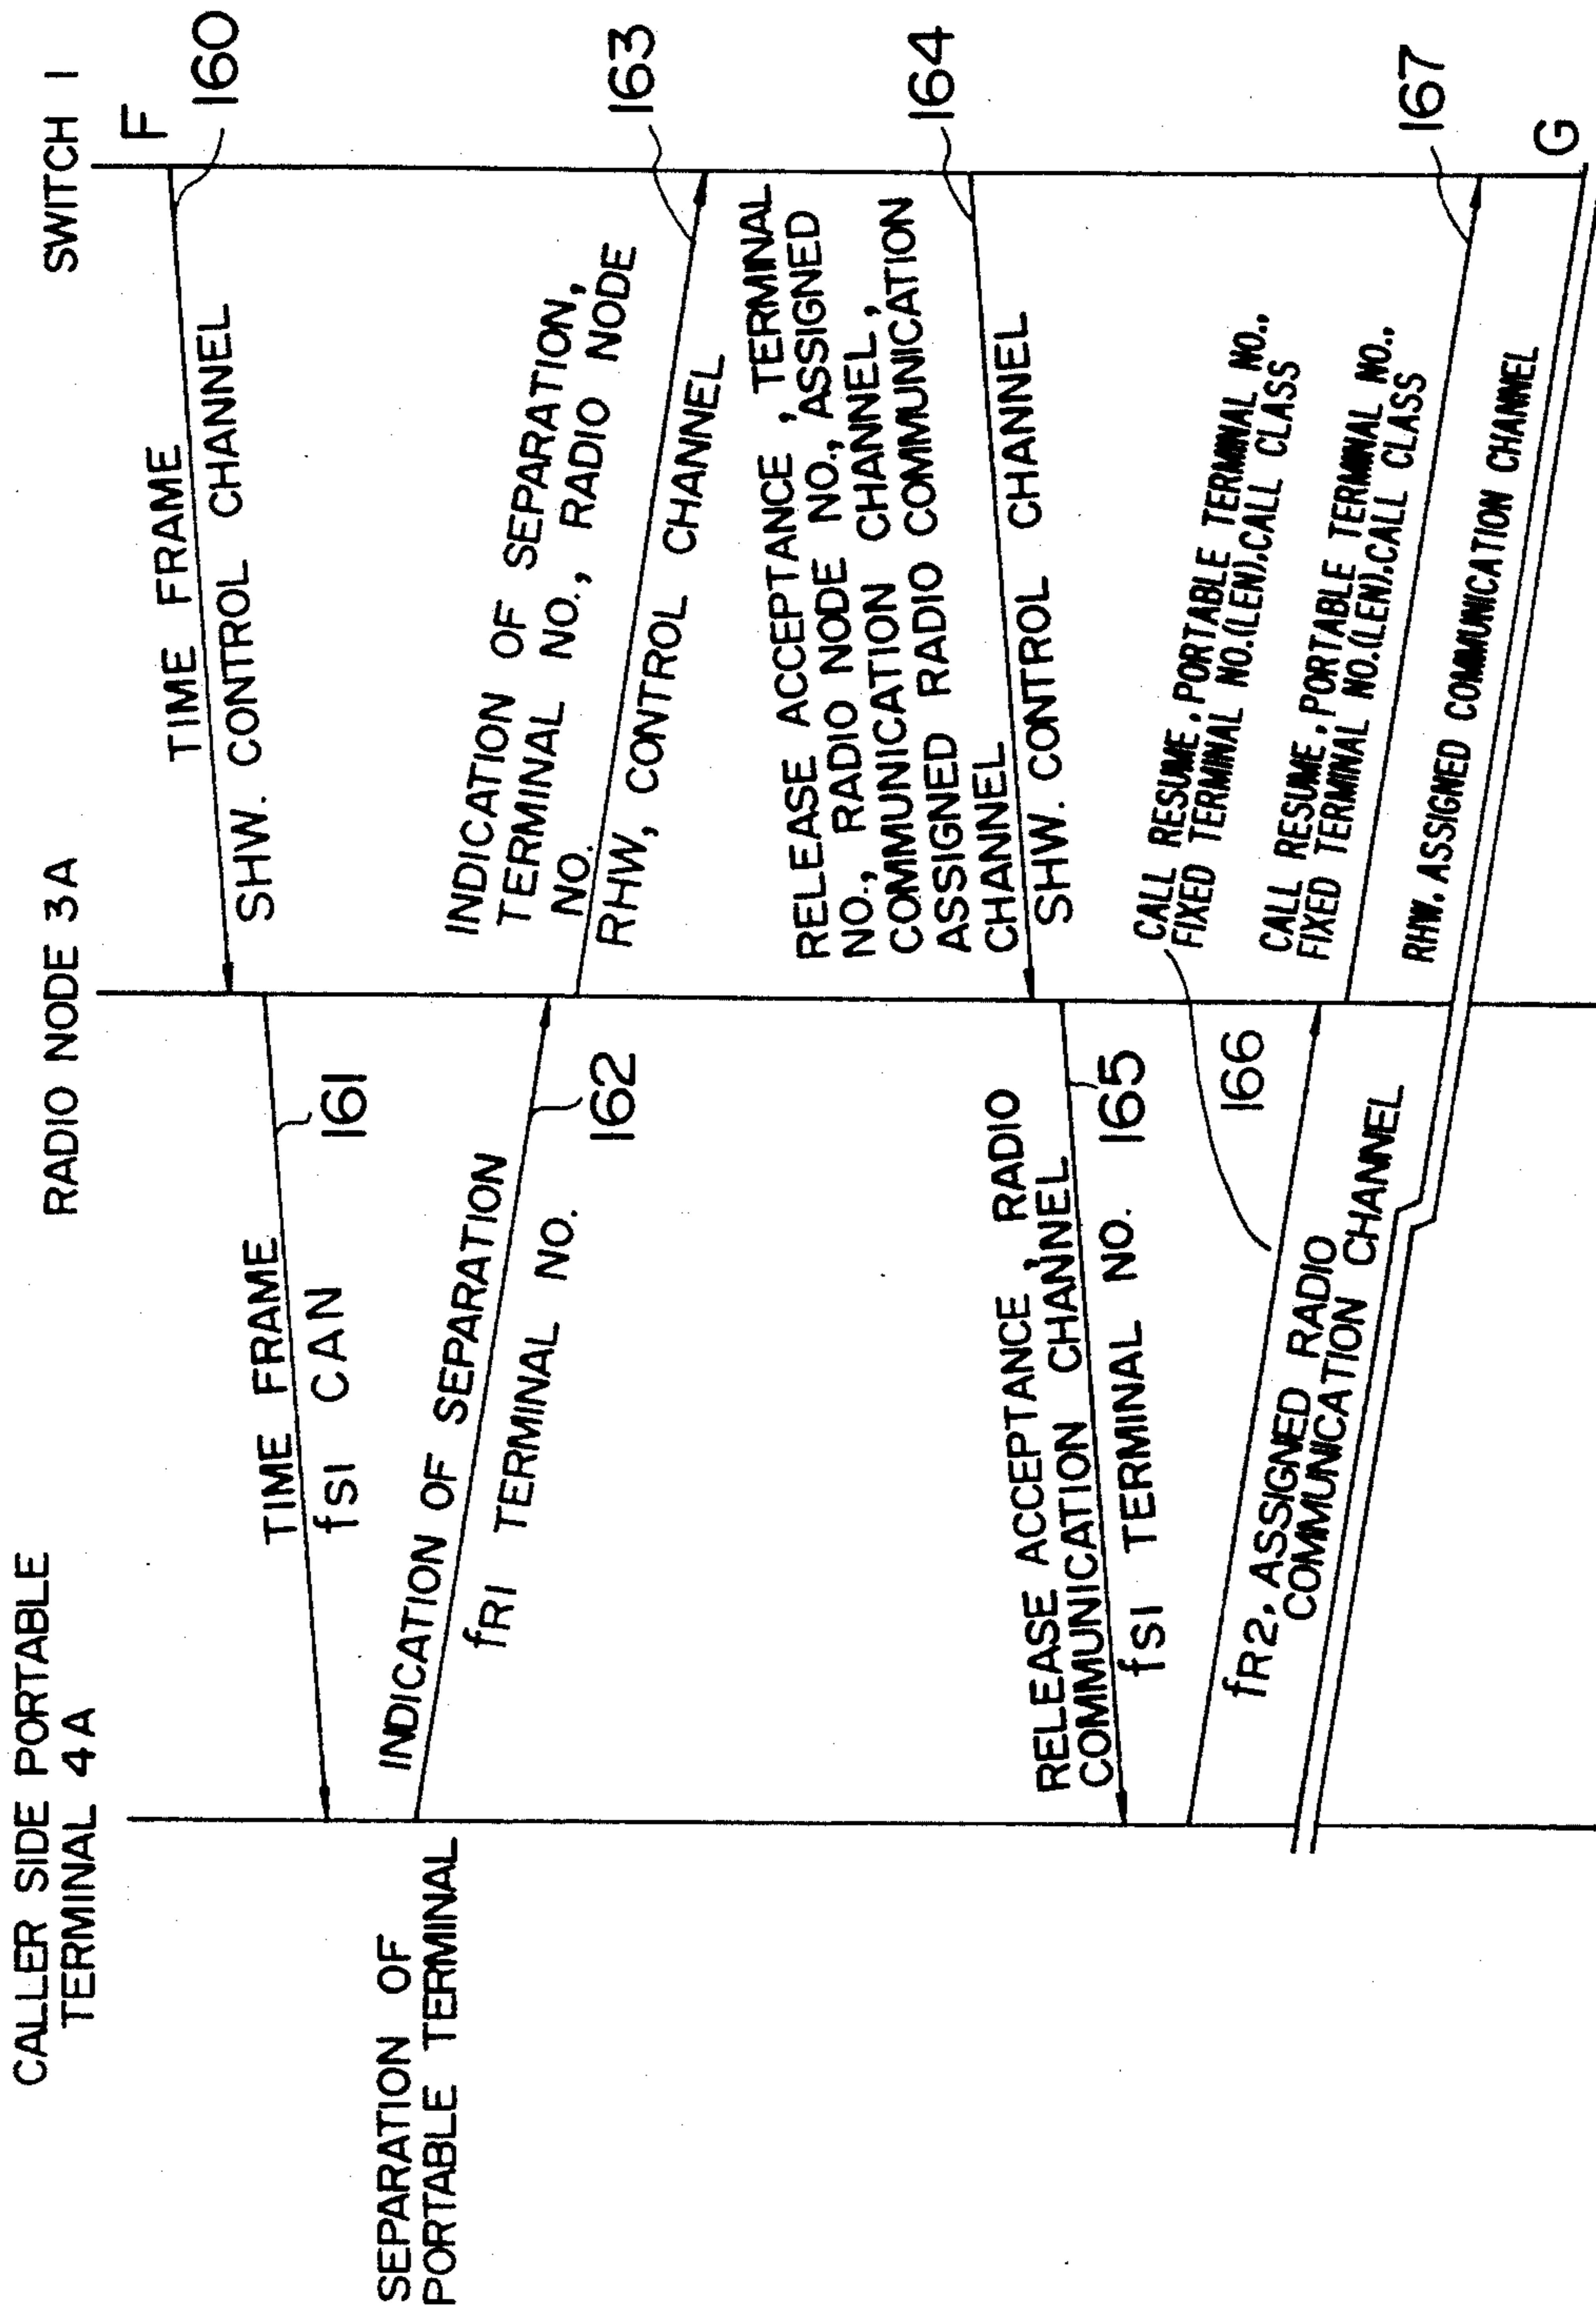 CALLER SIDE PORTABLE
TERMINAL 4A
RADIO NODE 3A
SWITCH 1
F
160
TIME FRAME
SHW. CONTROL CHANNEL
TIME FRAME
fS1 CAN
161
SEPARATION OF
PORTABLE TERMINAL
INDICATION OF SEPARATION
fR1 TERMINAL NO.
162
INDICATION OF SEPARATION,
TERMINAL NO., RADIO NODE
NO.
RHW, CONTROL CHANNEL
163
RELEASE ACCEPTANCE, TERMINAL
NO., RADIO NODE NO., ASSIGNED
COMMUNICATION CHANNEL,
ASSIGNED RADIO COMMUNICATION
CHANNEL
SHW. CONTROL CHANNEL
164
RELEASE ACCEPTANCE, RADIO
COMMUNICATION CHANNEL
fS1 TERMINAL NO.
165
CALL RESUME, PORTABLE TERMINAL NO.,
FIXED TERMINAL NO.(LEN),CALL CLASS
166
fR2, ASSIGNED RADIO
COMMUNICATION CHANNEL
CALL RESUME, PORTABLE TERMINAL NO.,
FIXED TERMINAL NO.(LEN),CALL CLASS
167
RHW. ASSIGNED COMMUNICATION CHANNEL
G